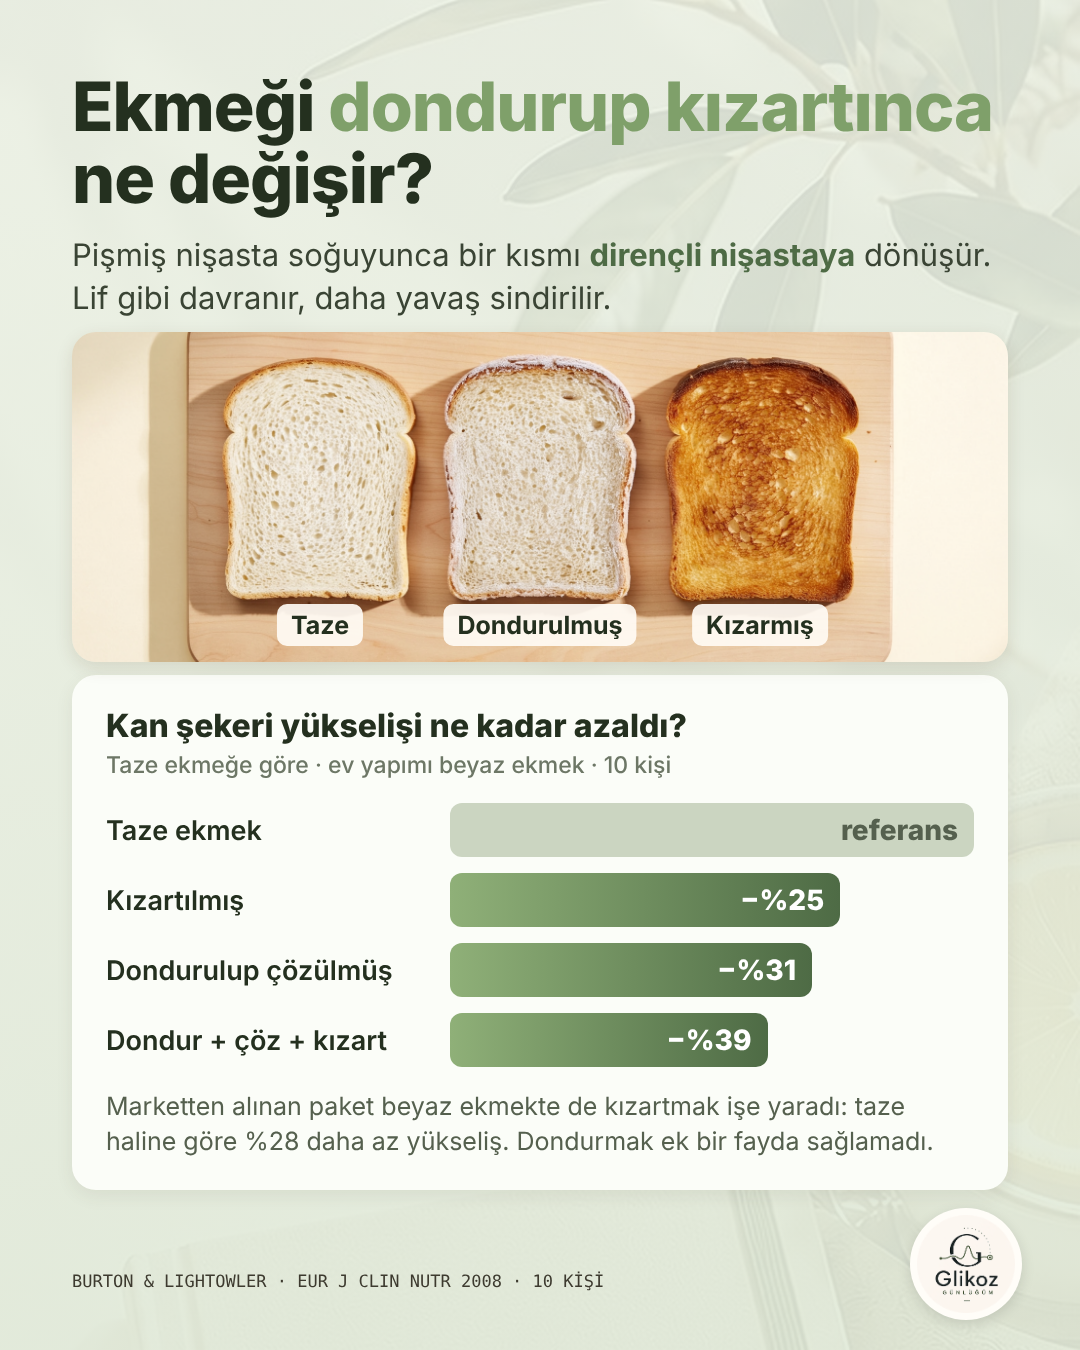 Ekmeği dondurup kızartınca
ne değişir?
Pişmiş nişasta soğuyunca bir kısmı dirençli nişastaya dönüşür.
Lif gibi davranır, daha yavaş sindirilir.
Taze
Dondurulmuş
Kızarmış
Kan şekeri yükselişi ne kadar azaldı?
Taze ekmeğe göre · ev yapımı beyaz ekmek · 10 kişi
Taze ekmek
referans
Kızartılmış
−%25
Dondurulup çözülmüş
−%31
Dondur + çöz + kızart
−%39
Marketten alınan paket beyaz ekmekte de kızartmak işe yaradı: taze
haline göre %28 daha az yükseliş. Dondurmak ek bir fayda sağlamadı.
BURTON & LIGHTOWLER · EUR J CLIN NUTR 2008 · 10 KİŞİ
G
Glikoz
GÜNLÜĞÜM